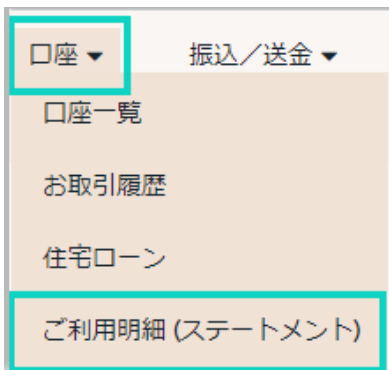 口座▼ 振込／送金▼
口座一覧
お取引履歴
住宅ローン
ご利用明細 (ステートメント)